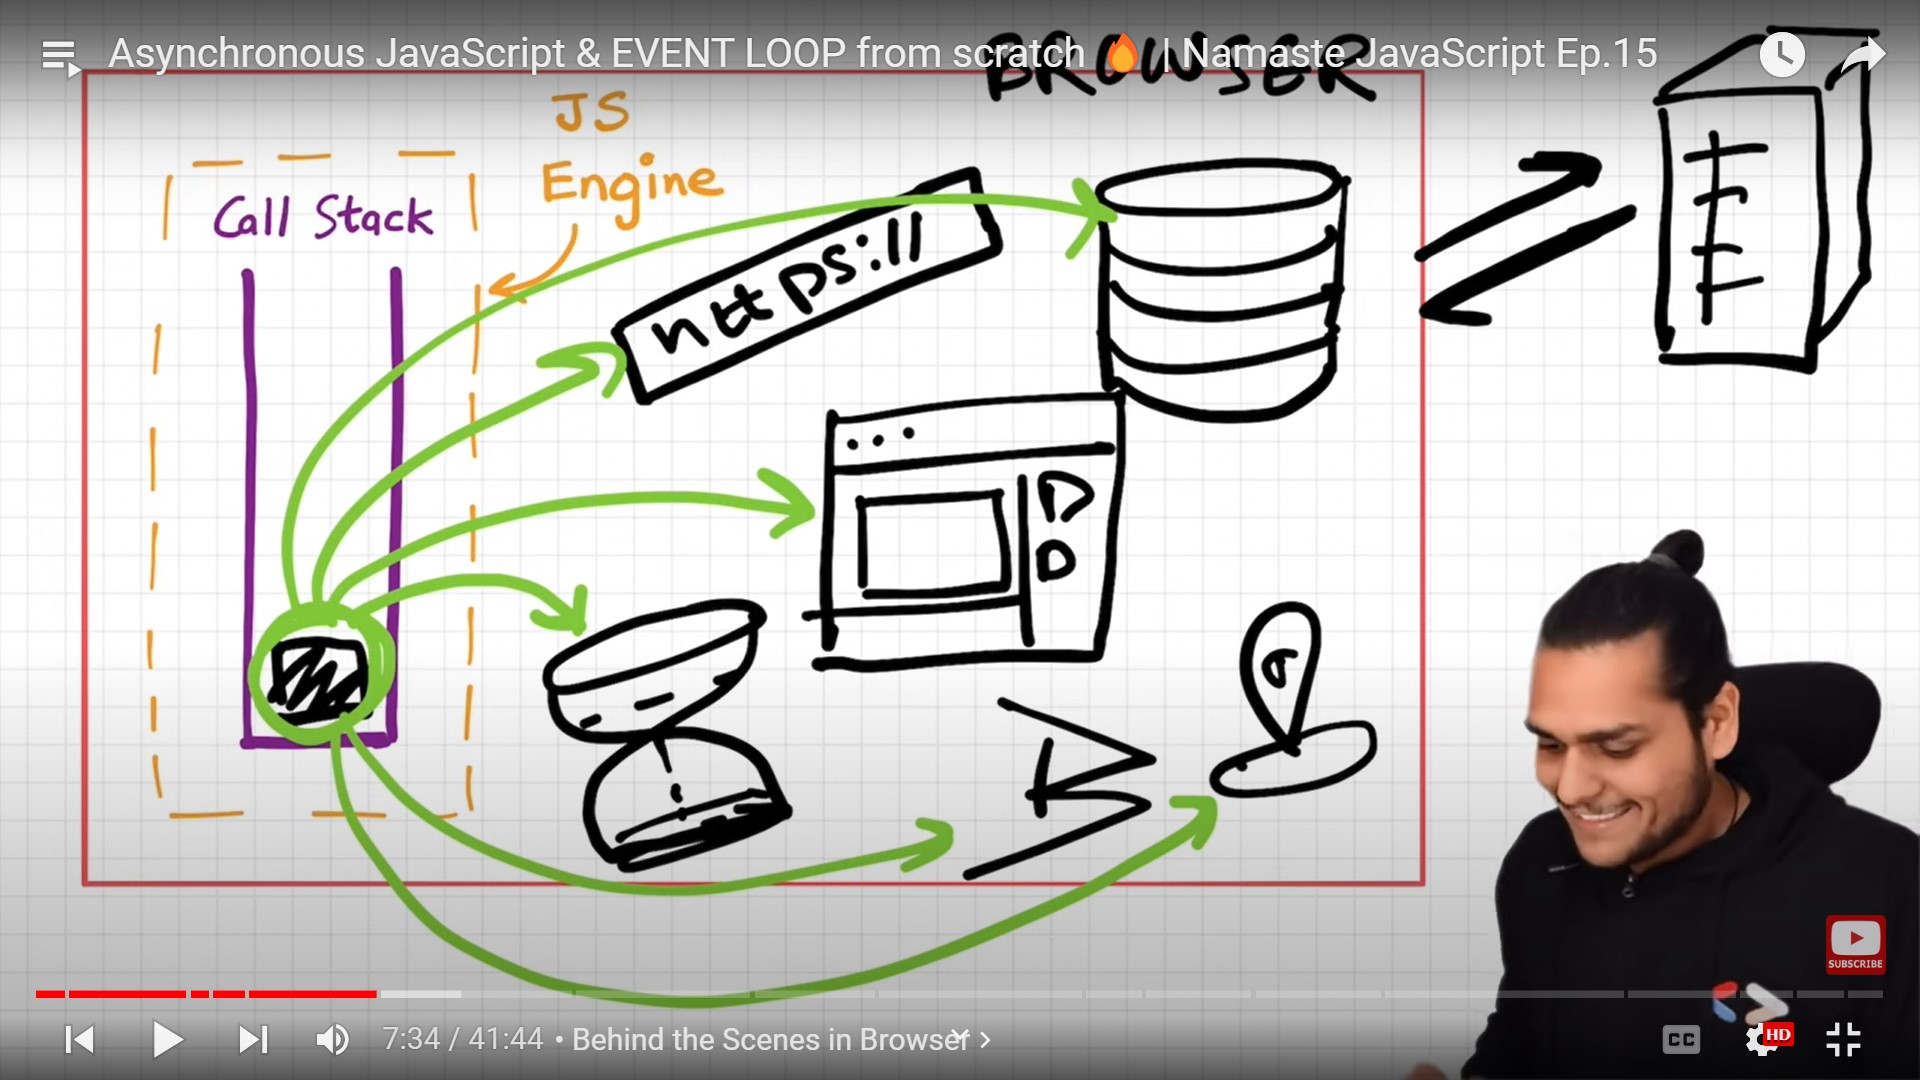 Asynchronous JavaScript & EVENT LOOP from scratch 🔥 | Namaste JavaScript Ep.15
BROWSER
JS
Engine
Call Stack
https://
SUBSCRIBE
7:34 / 41:44 • Behind the Scenes in Browser
CC
HD